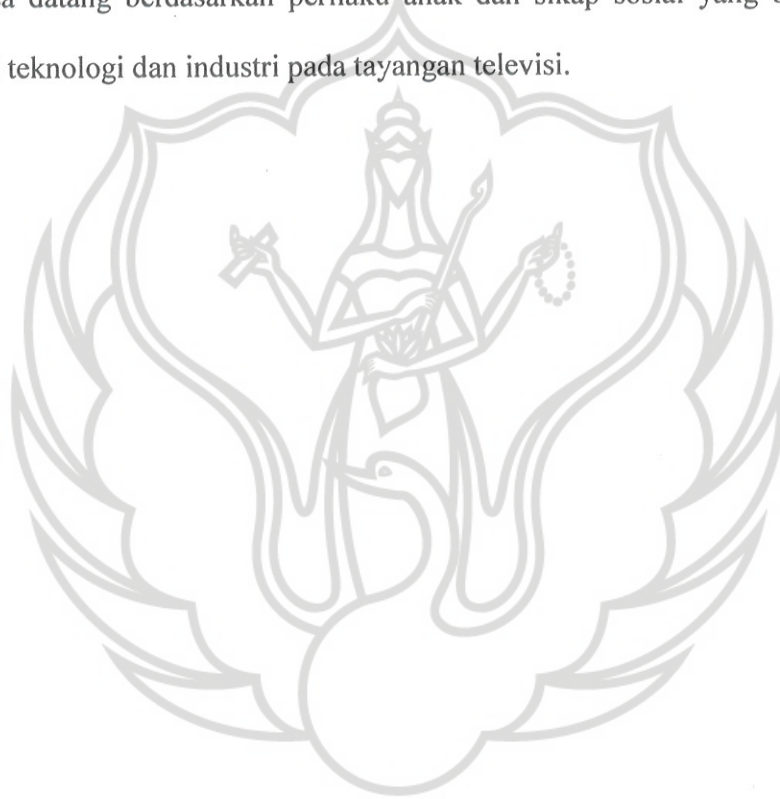 datang berdasarkan perilaku anak dan sikap sosial yang
teknologi dan industri pada tayangan televisi.